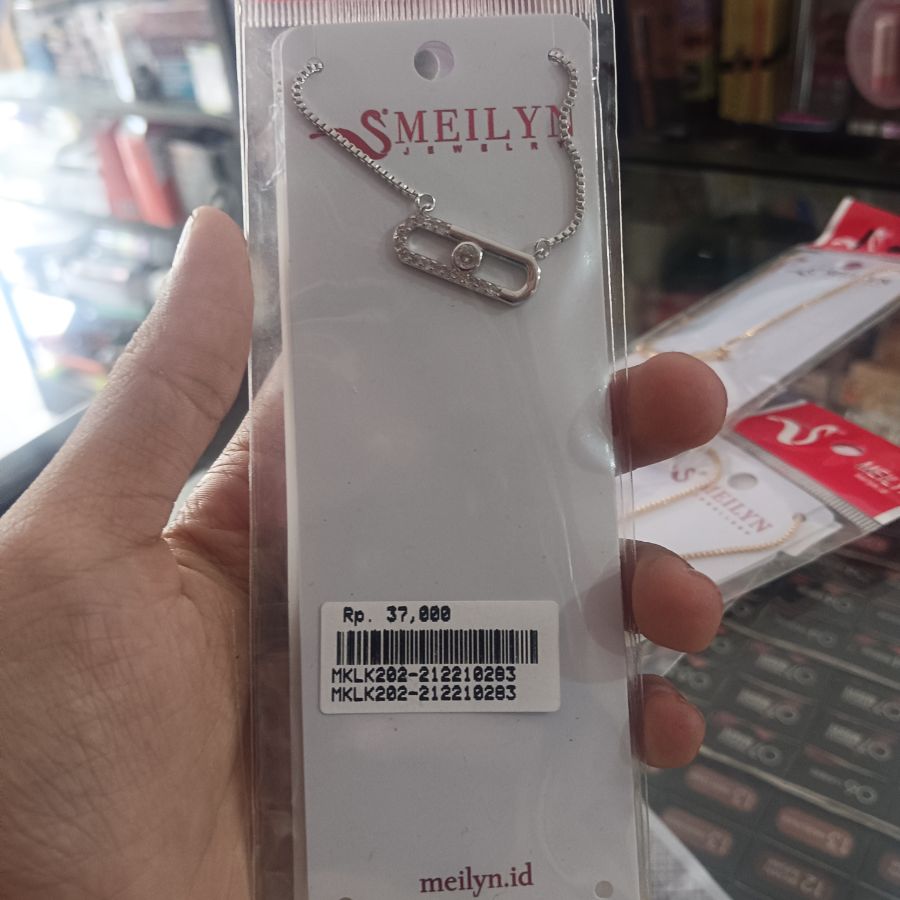 MEILYN
JEWELRY
Rp. 37,000
MKLK202-212210283
MKLK202-212210283
meilyn.id
MEILYN